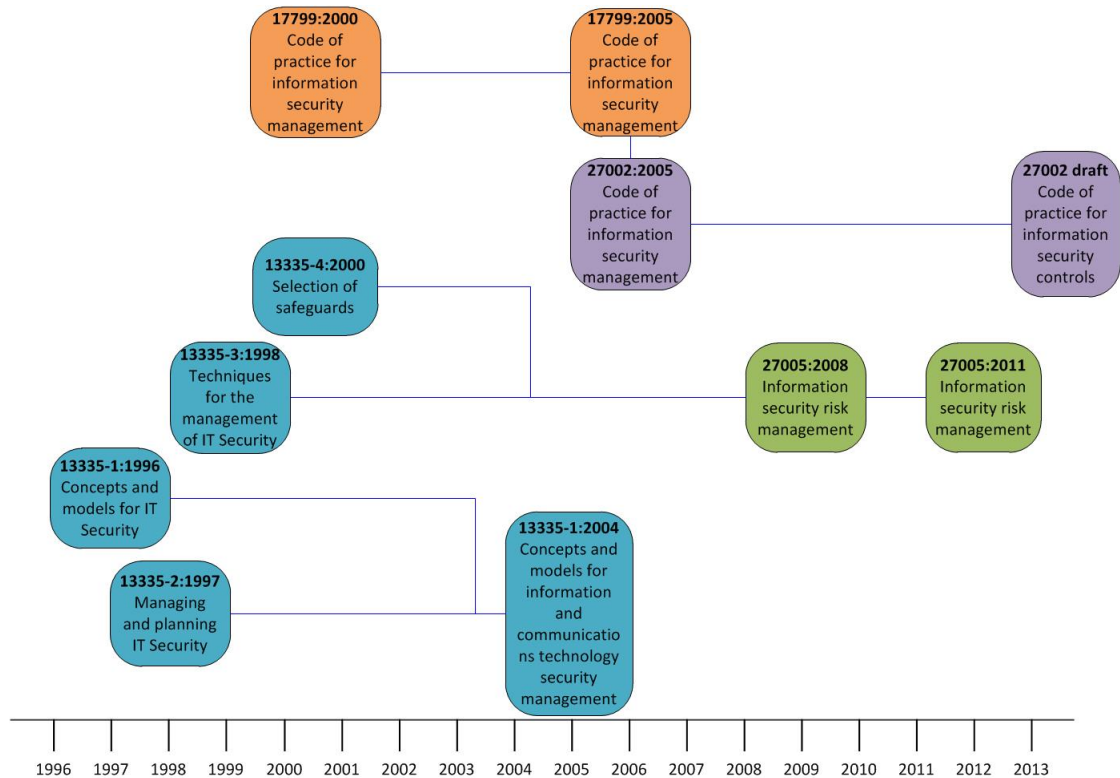 17799:2000
Code of
practice for
information
security
management
17799:2005
Code of
practice for
information
security
management
27002:2005
Code of
practice for
information
security
management
27002 draft
Code of
practice for
information
security
controls
13335-4:2000
Selection of
safeguards
13335-3:1998
Techniques
for the
management
of IT Security
27005:2008
Information
security risk
management
27005:2011
Information
security risk
management
13335-1:1996
Concepts and
models for IT
Security
13335-2:1997
Managing
and planning
IT Security
13335-1:2004
Concepts and
models for
information
and
communicatio
ns technology
security
management
1996 1997 1998 1999 2000 2001 2002 2003 2004 2005 2006 2007 2008 2009 2010 2011 2012 2013